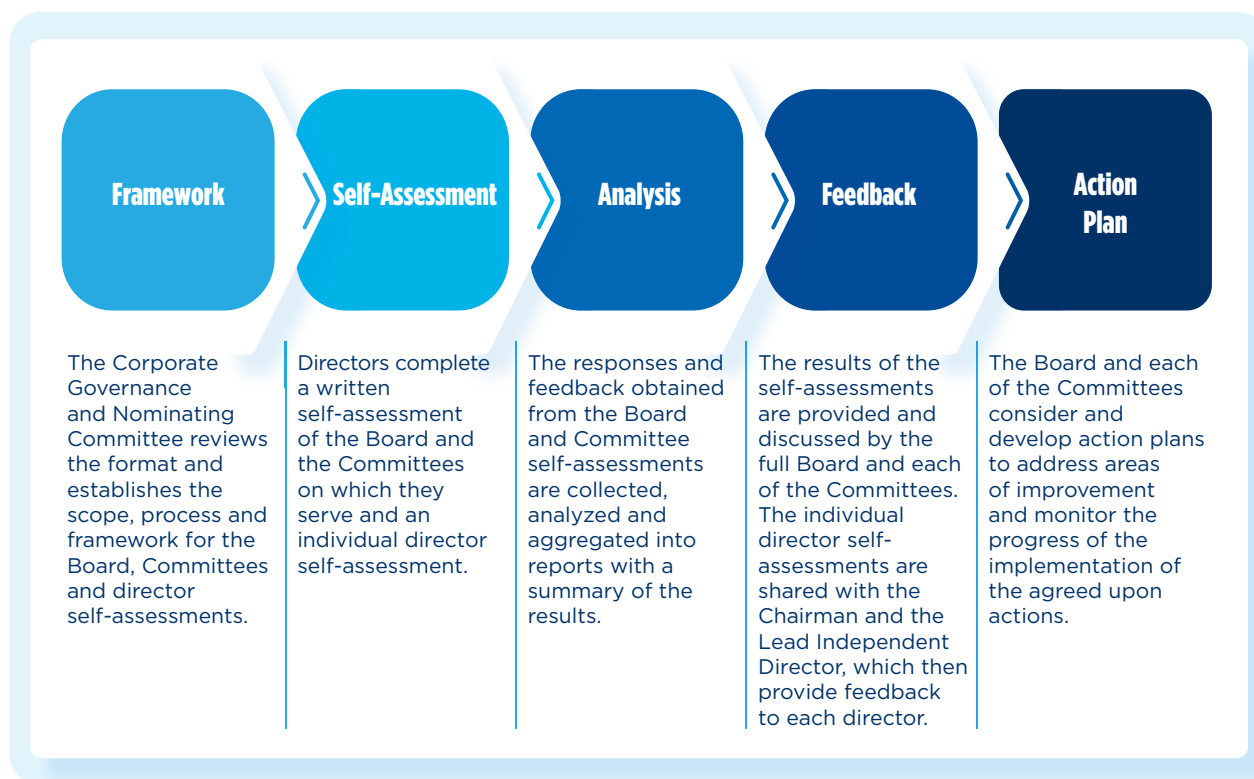 Framework
Self-Assessment
Analysis
Feedback
Action
Plan
The Corporate
Governance
and Nominating
Committee reviews
the format and
establishes the
scope, process and
framework for the
Board, Committees
and director
self-assessments.
Directors complete
a written
self-assessment
of the Board and
the Committees
on which they
serve and an
individual director
self-assessment.
The responses and
feedback obtained
from the Board
and Committee
self-assessments
are collected,
analyzed and
aggregated into
reports with a
summary of the
results.
The results of the
self-assessments
are provided and
discussed by the
full Board and each
of the Committees.
The individual
director self-
assessments are
shared with the
Chairman and the
Lead Independent
Director, which then
provide feedback
to each director.
The Board and each
of the Committees
consider and
develop action plans
to address areas
of improvement
and monitor the
progress of the
implementation of
the agreed upon
actions.